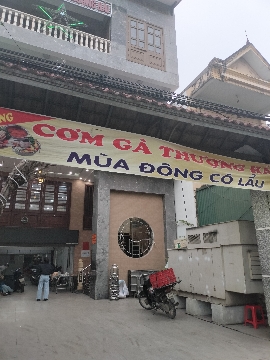 CƠM GÀ THƯỢNG
MÙA ĐÔNG CÓ LẨU